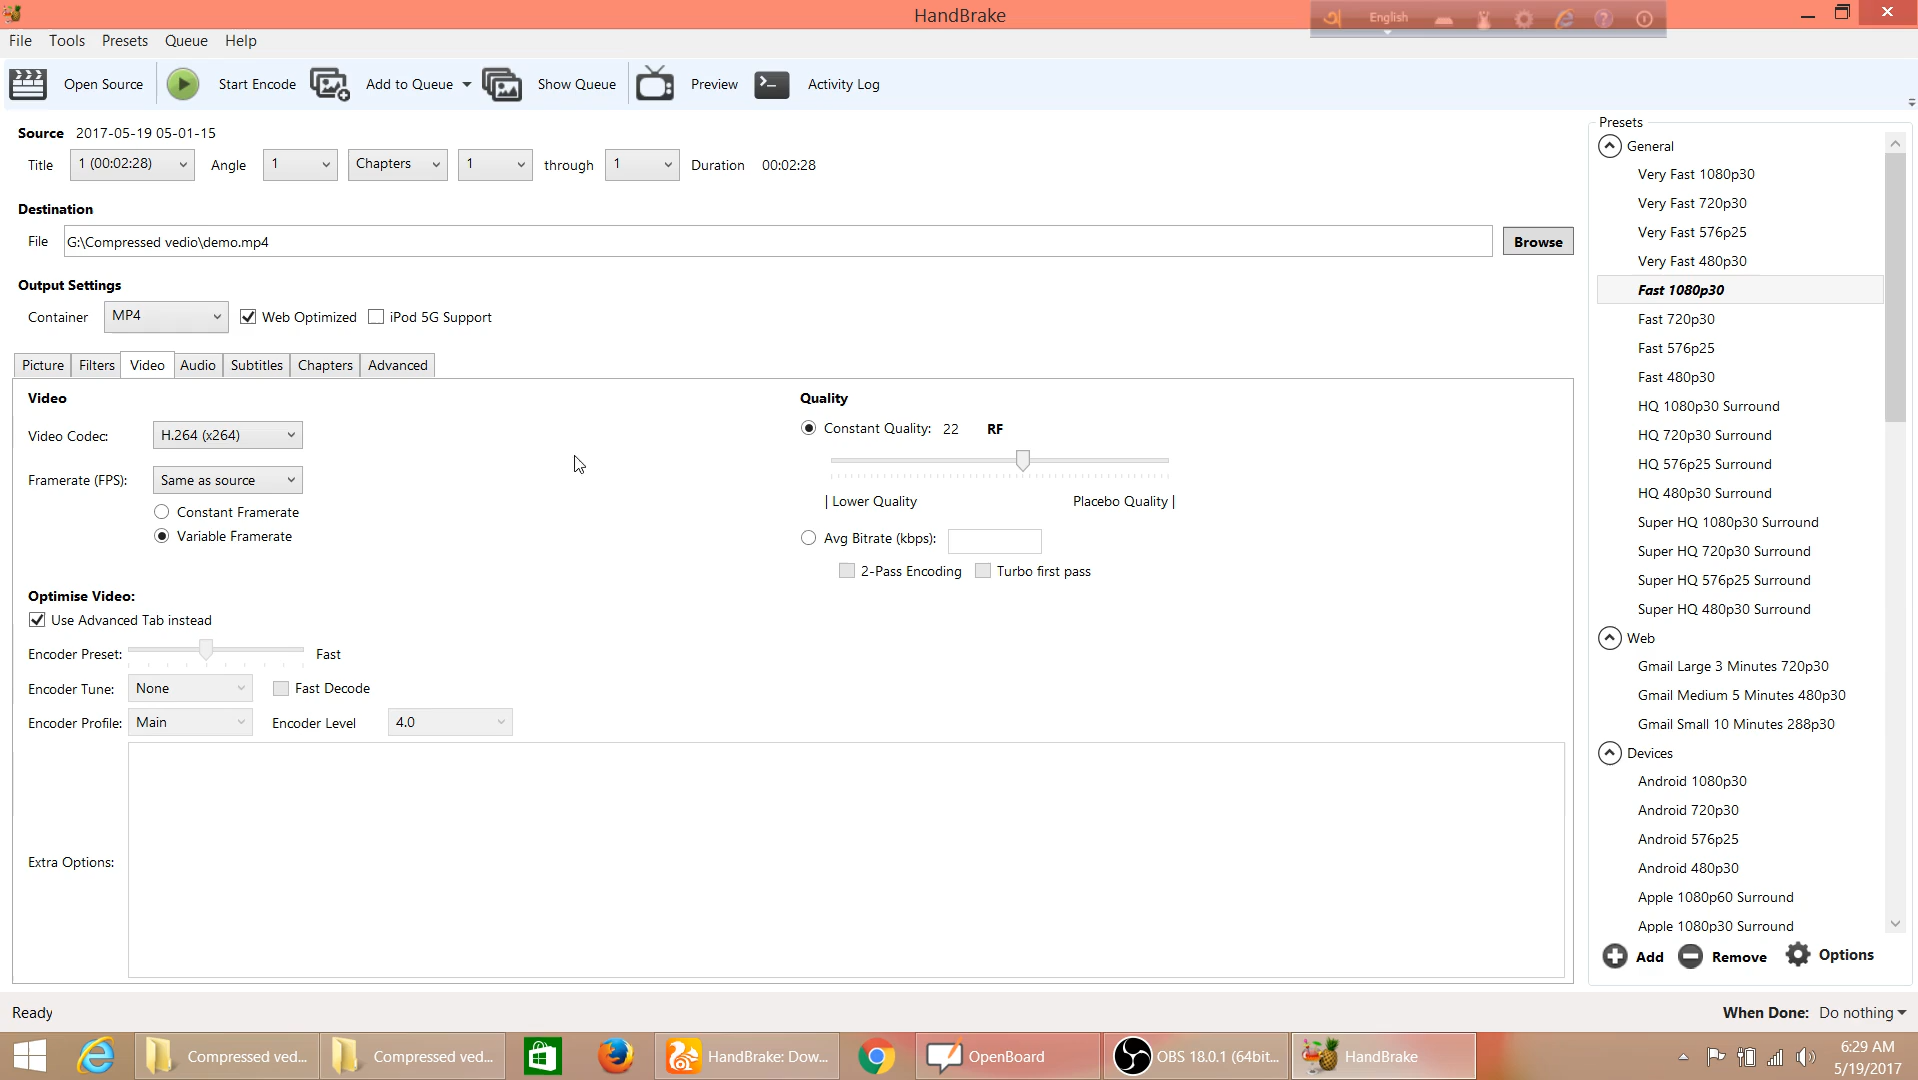 HandBrake
English
File Tools Presets Queue Help
Open Source Start Encode Add to Queue Show Queue Preview Activity Log
Source 2017-05-19 05-01-15
Title 1 (00:02:28) Angle 1 Chapters 1 through 1 Duration 00:02:28
Destination
File G:\Compressed vedio\demo.mp4 Browse
Output Settings
Container MP4 Web Optimized iPod 5G Support
Picture Filters Video Audio Subtitles Chapters Advanced
Video
Video Codec: H.264 (x264)
Framerate (FPS): Same as source
Constant Framerate
Variable Framerate
Quality
Constant Quality: 22 RF
| Lower Quality Placebo Quality |
Avg Bitrate (kbps):
2-Pass Encoding Turbo first pass
Optimise Video:
Use Advanced Tab instead
Encoder Preset: Fast
Encoder Tune: None Fast Decode
Encoder Profile: Main Encoder Level 4.0
Extra Options:
Presets
General
Very Fast 1080p30
Very Fast 720p30
Very Fast 576p25
Very Fast 480p30
Fast 1080p30
Fast 720p30
Fast 576p25
Fast 480p30
HQ 1080p30 Surround
HQ 720p30 Surround
HQ 576p25 Surround
HQ 480p30 Surround
Super HQ 1080p30 Surround
Super HQ 720p30 Surround
Super HQ 576p25 Surround
Super HQ 480p30 Surround
Web
Gmail Large 3 Minutes 720p30
Gmail Medium 5 Minutes 480p30
Gmail Small 10 Minutes 288p30
Devices
Android 1080p30
Android 720p30
Android 576p25
Android 480p30
Apple 1080p60 Surround
Apple 1080p30 Surround
Add Remove Options
Ready
When Done: Do nothing
Compressed ved... Compressed ved... HandBrake: Dow... OpenBoard OBS 18.0.1 (64bit... HandBrake
6:29 AM
5/19/2017